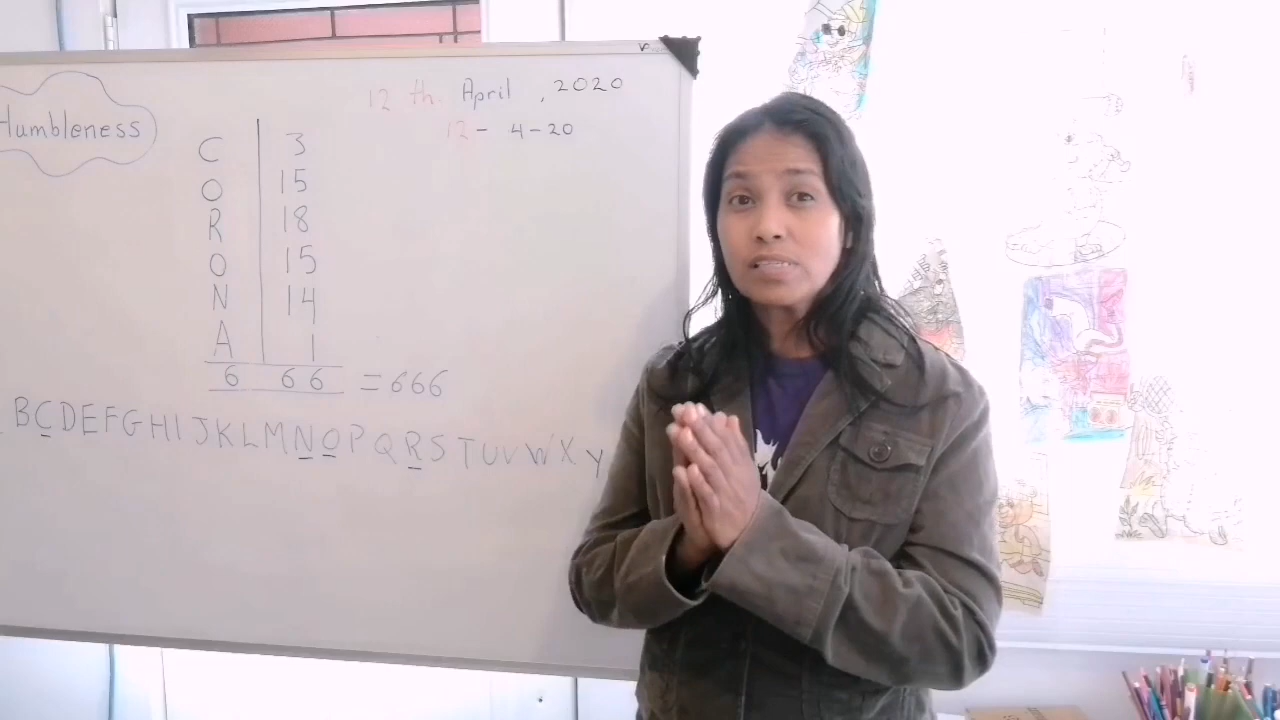 Humbleness
12 th April , 2020
12 - 4 - 20
C 3
O 15
R 18
O 15
N 14
A 1
6 66 = 666
BCDEFGHIJKLMNOPQRSTUVWXY